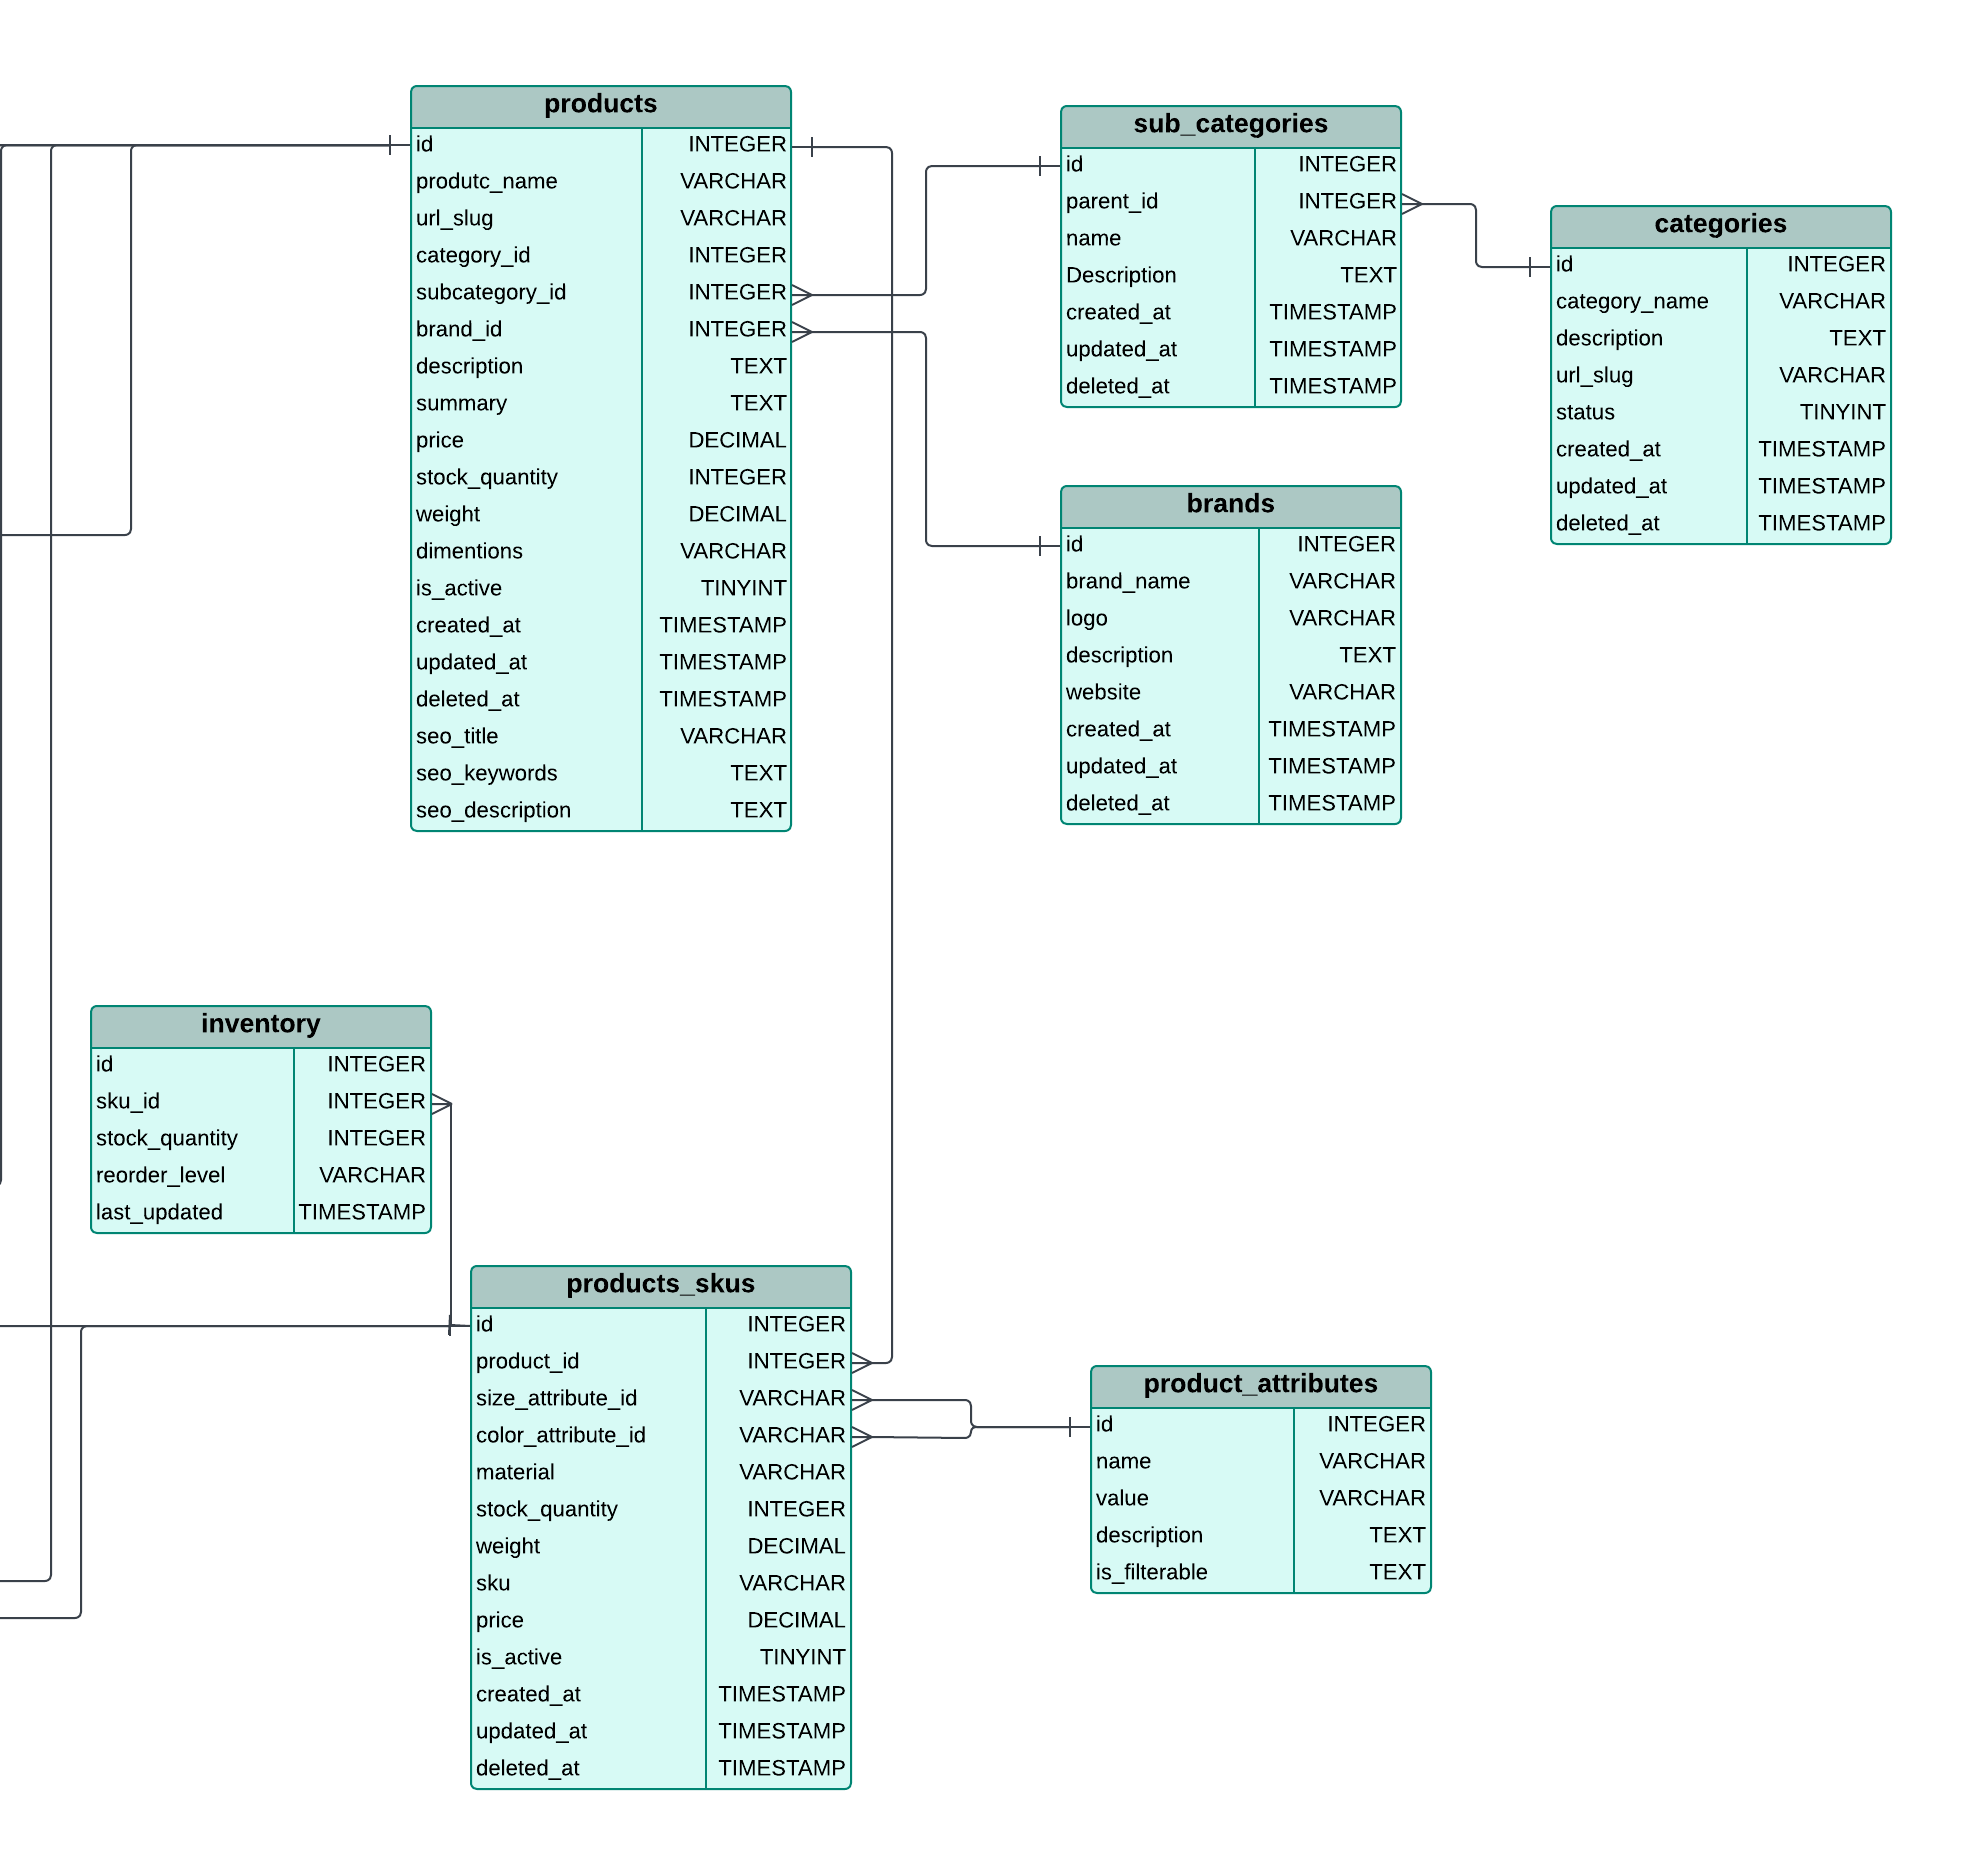 products
id INTEGER
produtc_name VARCHAR
url_slug VARCHAR
category_id INTEGER
subcategory_id INTEGER
brand_id INTEGER
description TEXT
summary TEXT
price DECIMAL
stock_quantity INTEGER
weight DECIMAL
dimentions VARCHAR
is_active TINYINT
created_at TIMESTAMP
updated_at TIMESTAMP
deleted_at TIMESTAMP
seo_title VARCHAR
seo_keywords TEXT
seo_description TEXT
sub_categories
id INTEGER
parent_id INTEGER
name VARCHAR
Description TEXT
created_at TIMESTAMP
updated_at TIMESTAMP
deleted_at TIMESTAMP
categories
id INTEGER
category_name VARCHAR
description TEXT
url_slug VARCHAR
status TINYINT
created_at TIMESTAMP
updated_at TIMESTAMP
deleted_at TIMESTAMP
brands
id INTEGER
brand_name VARCHAR
logo VARCHAR
description TEXT
website VARCHAR
created_at TIMESTAMP
updated_at TIMESTAMP
deleted_at TIMESTAMP
inventory
id INTEGER
sku_id INTEGER
stock_quantity INTEGER
reorder_level VARCHAR
last_updated TIMESTAMP
products_skus
id INTEGER
product_id INTEGER
size_attribute_id VARCHAR
color_attribute_id VARCHAR
material VARCHAR
stock_quantity INTEGER
weight DECIMAL
sku VARCHAR
price DECIMAL
is_active TINYINT
created_at TIMESTAMP
updated_at TIMESTAMP
deleted_at TIMESTAMP
product_attributes
id INTEGER
name VARCHAR
value VARCHAR
description TEXT
is_filterable TEXT